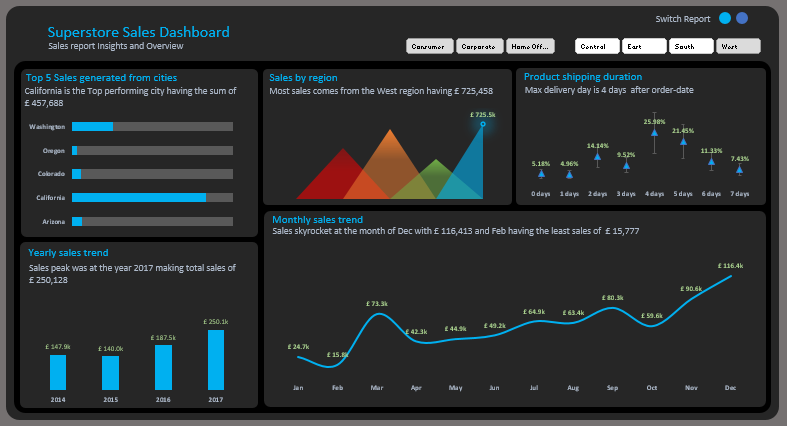 Switch Report
Superstore Sales Dashboard
Sales report Insights and Overview
Consumer
Corporate
Home Off...
Central
East
South
West
Top 5 Sales generated from cities
California is the Top performing city having the sum of
£ 457,688
Washington
Oregon
Colorado
California
Arizona
Sales by region
Most sales comes from the West region having £ 725,458
£ 725.5k
Product shipping duration
Max delivery day is 4 days after order-date
5.18%
4.96%
14.14%
9.52%
25.98%
21.45%
11.33%
7.43%
0 days
1 days
2 days
3 days
4 days
5 days
6 days
7 days
Yearly sales trend
Sales peak was at the year 2017 making total sales of
£ 250,128
£ 147.9k
£ 140.0k
£ 187.5k
£ 250.1k
2014
2015
2016
2017
Monthly sales trend
Sales skyrocket at the month of Dec with £ 116,413 and Feb having the least sales of £ 15,777
£ 24.7k
£ 15.8k
£ 73.3k
£ 42.3k
£ 44.9k
£ 49.2k
£ 64.9k
£ 63.4k
£ 80.3k
£ 59.6k
£ 90.6k
£ 116.4k
Jan
Feb
Mar
Apr
May
Jun
Jul
Aug
Sep
Oct
Nov
Dec